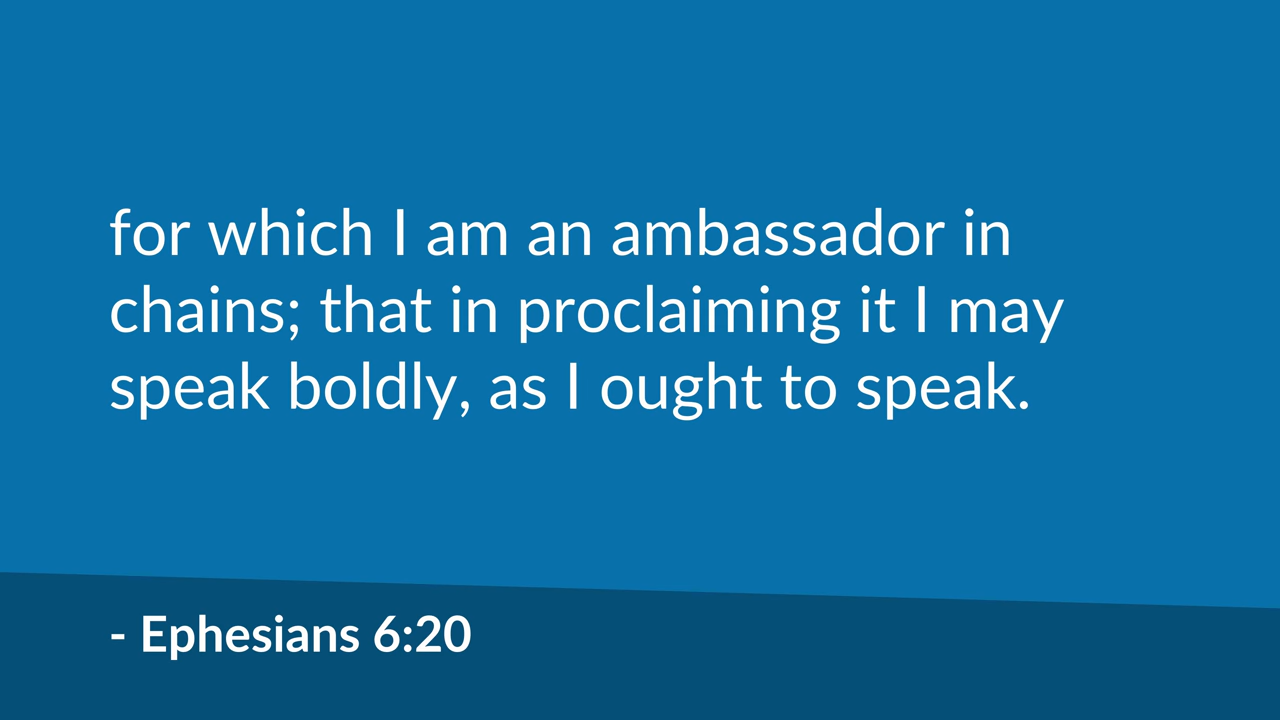 for which I am an ambassador in
chains; that in proclaiming it I may
speak boldly, as I ought to speak.
- Ephesians 6:20